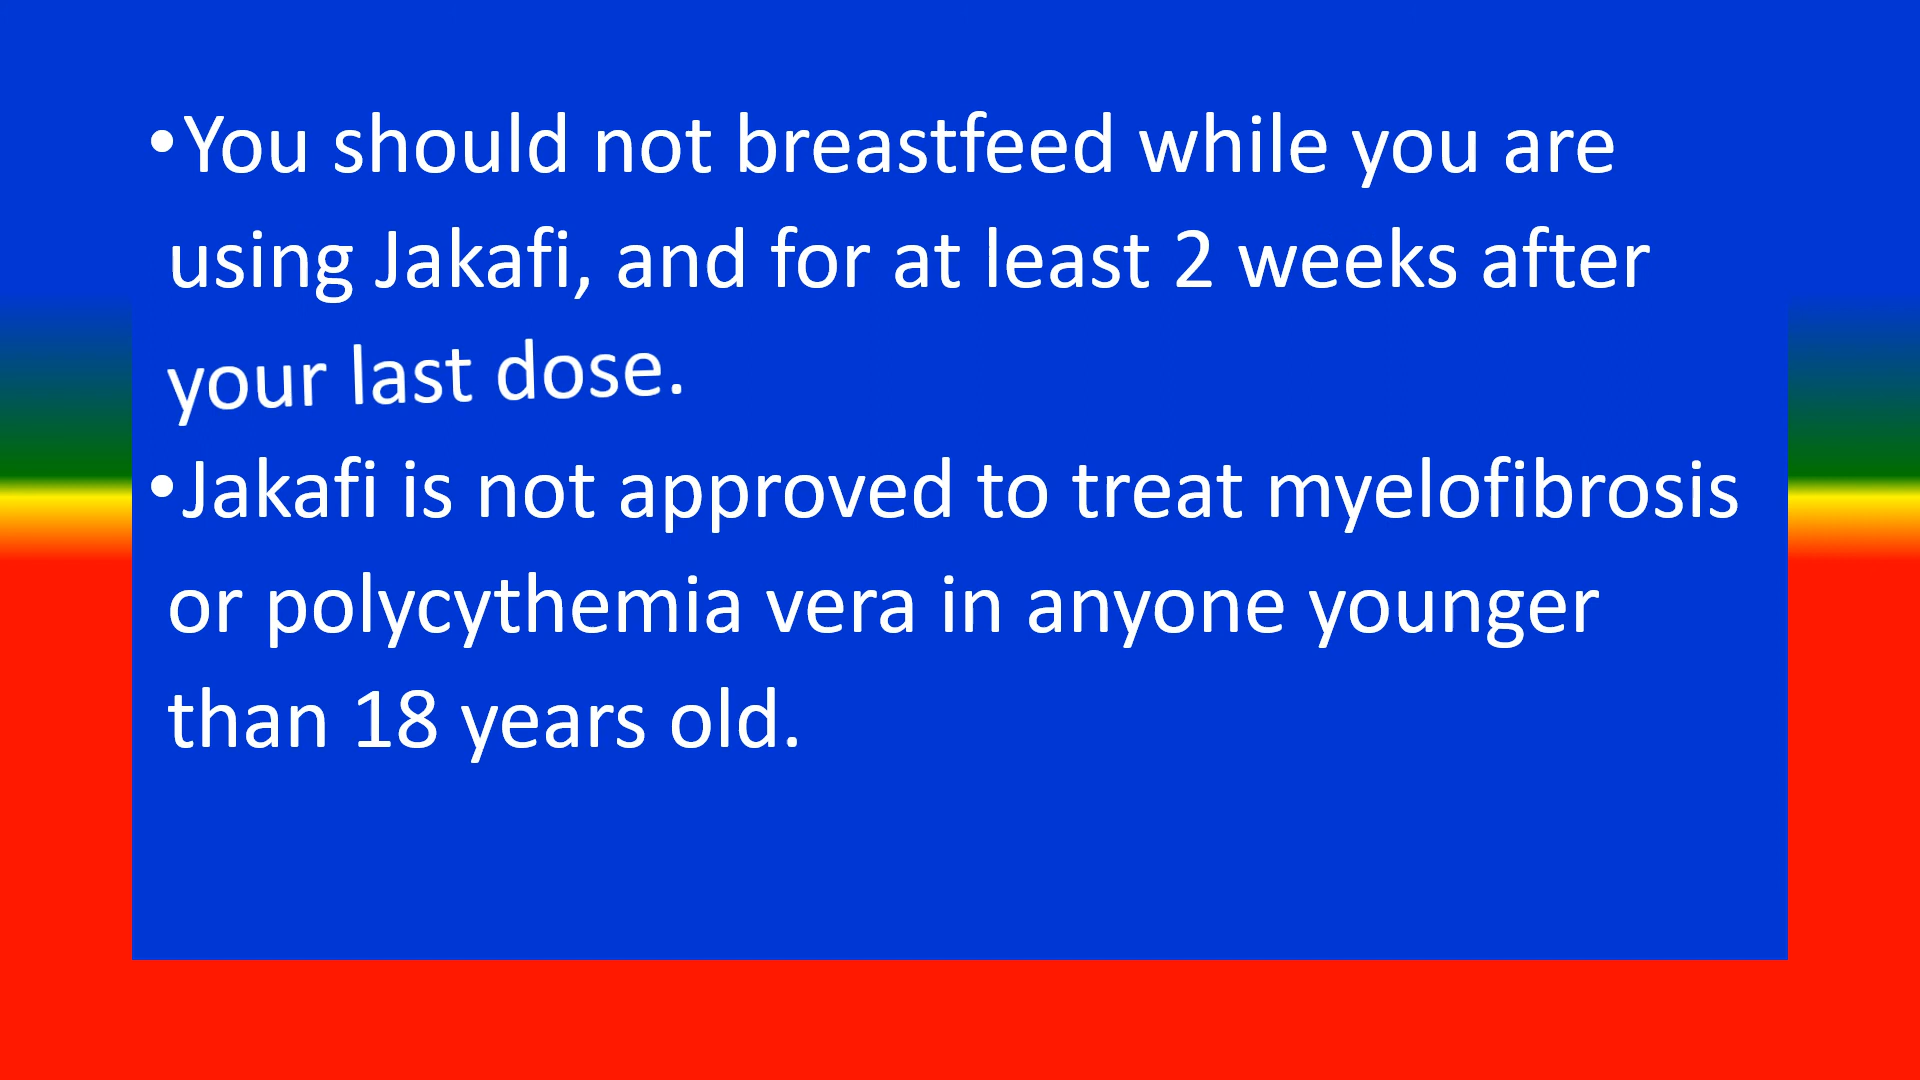 •You should not breastfeed while you are
using Jakafi, and for at least 2 weeks after
your last dose.
•Jakafi is not approved to treat myelofibrosis
or polycythemia vera in anyone younger
than 18 years old.